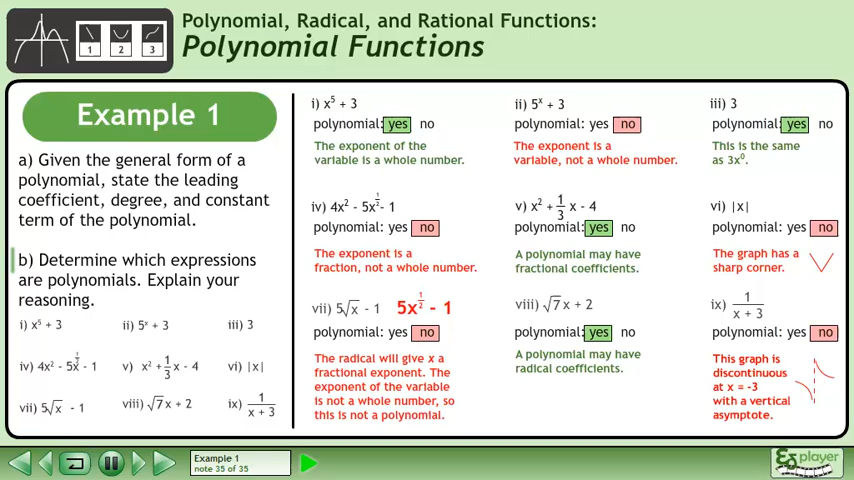 Polynomial, Radical, and Rational Functions:
Polynomial Functions
1 2 3
Example 1
a) Given the general form of a
polynomial, state the leading
coefficient, degree, and constant
term of the polynomial.
b) Determine which expressions
are polynomials. Explain your
reasoning.
i) x⁵ + 3 ii) 5ˣ + 3 iii) 3
iv) 4x² - 5x^(1/2) - 1 v) x² + 1/3 x - 4 vi) |x|
vii) 5√x - 1 viii) √7 x + 2 ix) 1/(x + 3)
i) x⁵ + 3
polynomial: yes no
The exponent of the
variable is a whole number.
ii) 5ˣ + 3
polynomial: yes no
The exponent is a
variable, not a whole number.
iii) 3
polynomial: yes no
This is the same
as 3x⁰.
iv) 4x² - 5x^(1/2) - 1
polynomial: yes no
The exponent is a
fraction, not a whole number.
v) x² + 1/3 x - 4
polynomial: yes no
A polynomial may have
fractional coefficients.
vi) |x|
polynomial: yes no
The graph has a
sharp corner.
vii) 5√x - 1 5x^(1/2) - 1
polynomial: yes no
The radical will give x a
fractional exponent. The
exponent of the variable
is not a whole number, so
this is not a polynomial.
viii) √7 x + 2
polynomial: yes no
A polynomial may have
radical coefficients.
ix) 1/(x + 3)
polynomial: yes no
This graph is
discontinuous
at x = -3
with a vertical
asymptote.
Example 1
note 35 of 35
player